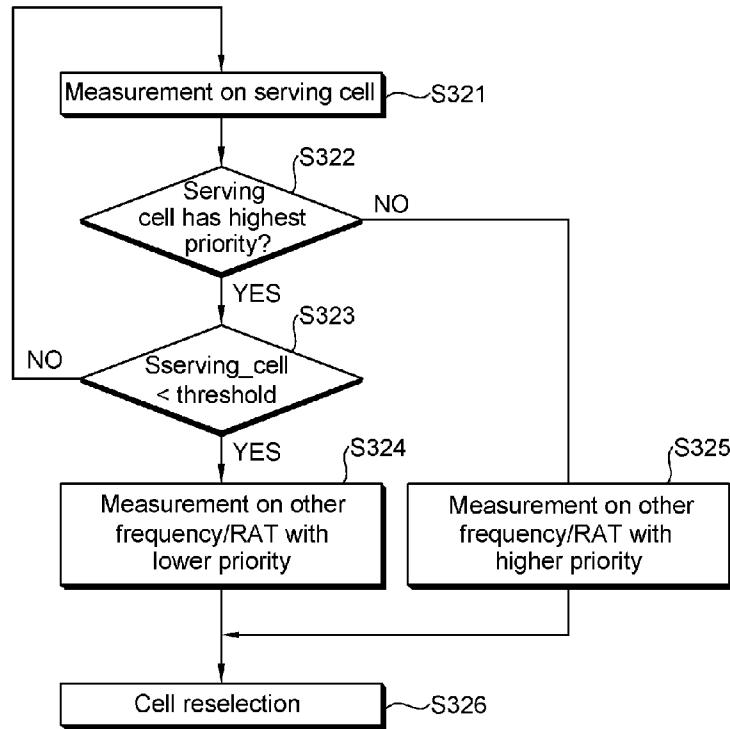 Measurement on serving cell
S321
S322
Serving
cell has highest
priority?
NO
YES
S323
NO
Sserving_cell
< threshold
YES
S324
S325
Measurement on other
frequency/RAT with
lower priority
Measurement on other
frequency/RAT with
higher priority
Cell reselection
S326